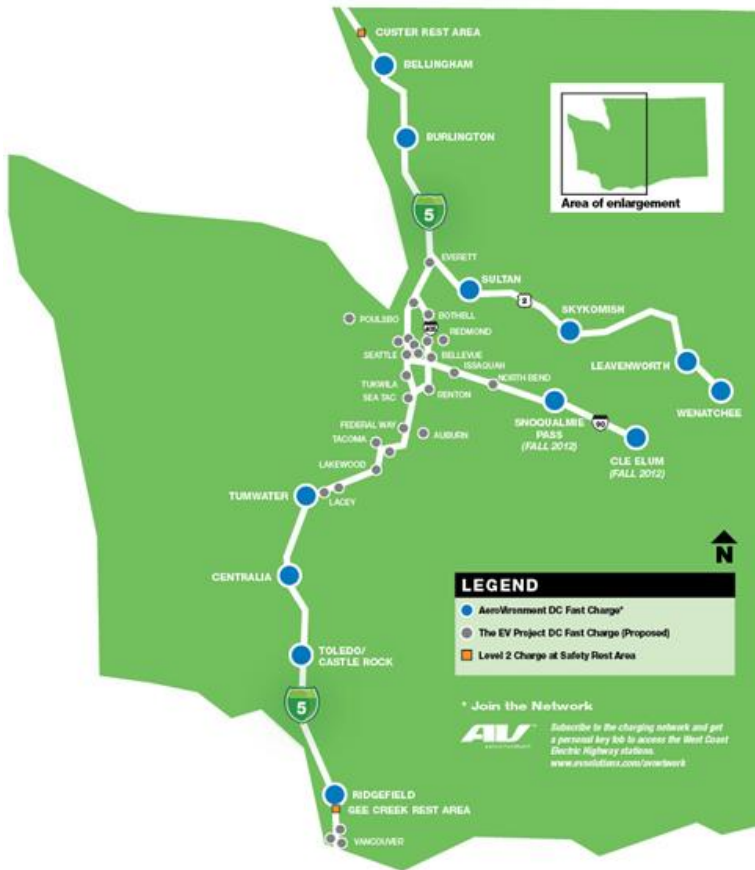 CUSTER REST AREA
BELLINGHAM
BURLINGTON
Area of enlargement
5
EVERETT
SULTAN
2
SKYKOMISH
POULSBO
BOTHELL
405
REDMOND
SEATTLE
BELLEVUE
ISSAQUAH
LEAVENWORTH
TUKWILA
NORTH BEND
SEA TAC
RENTON
WENATCHEE
SNOQUALMIE
PASS
(FALL 2012)
90
FEDERAL WAY
TACOMA
AUBURN
CLE ELUM
(FALL 2012)
LAKEWOOD
TUMWATER
LACEY
N
CENTRALIA
LEGEND
AeroVironment DC Fast Charge*
The EV Project DC Fast Charge (Proposed)
Level 2 Charge at Safety Rest Area
TOLEDO/
CASTLE ROCK
5
* Join the Network
AV
Subscribe to the charging network and get
a personal key fob to access the West Coast
Electric Highway stations.
www.evsolutions.com/avnetwork
RIDGEFIELD
GEE CREEK REST AREA
VANCOUVER